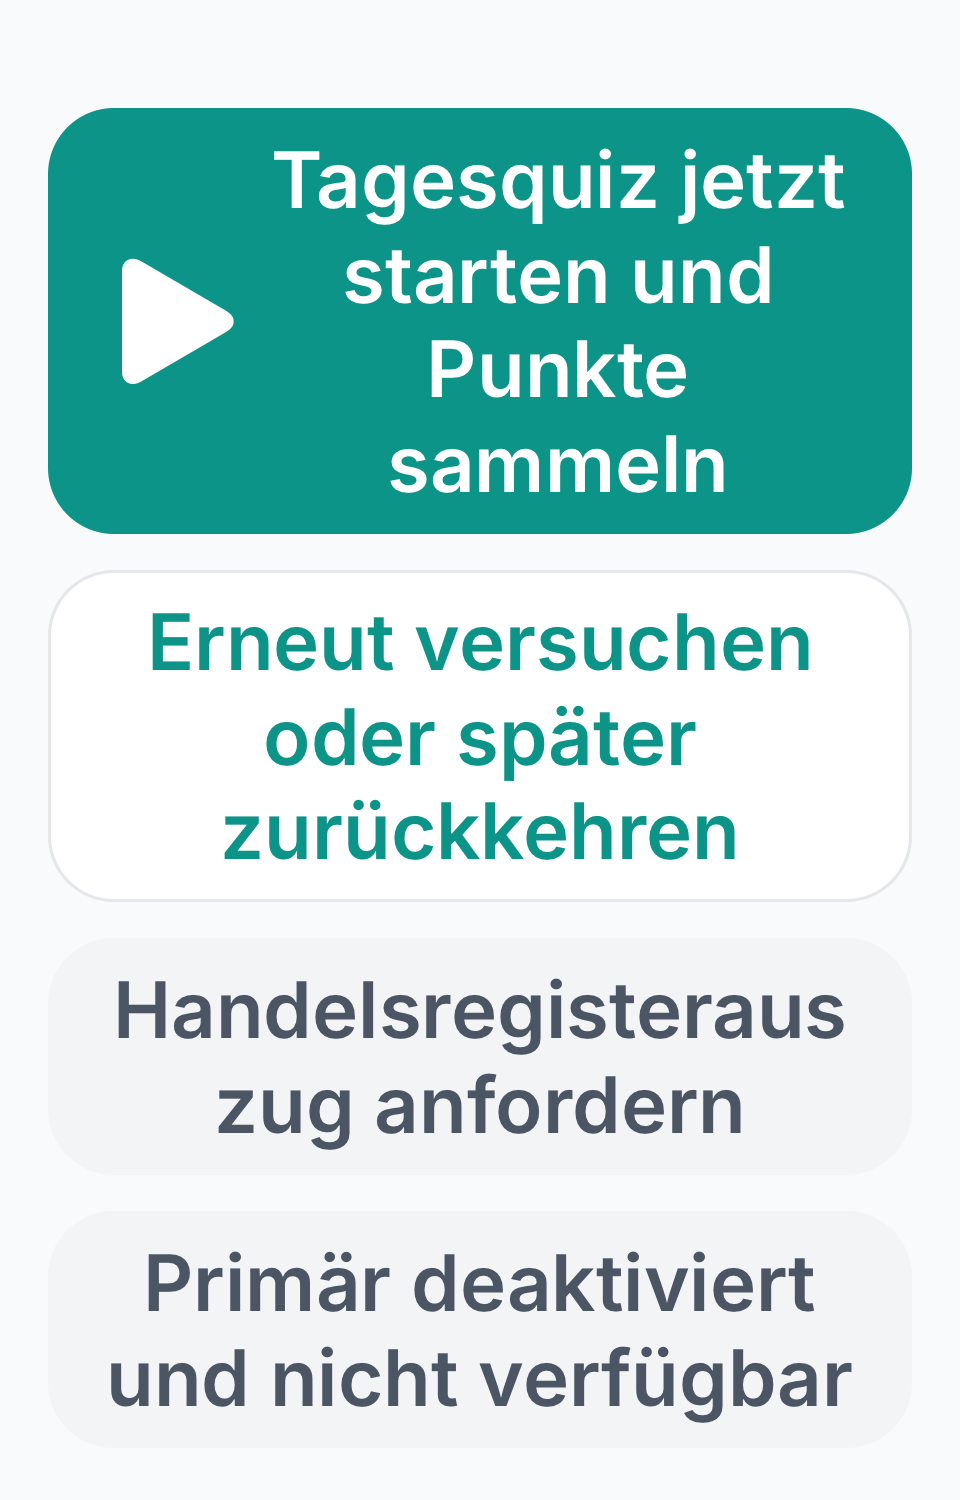 Tagesquiz jetzt
starten und
Punkte
sammeln
Erneut versuchen
oder später
zurückkehren
Handelsregisteraus
zug anfordern
Primär deaktiviert
und nicht verfügbar